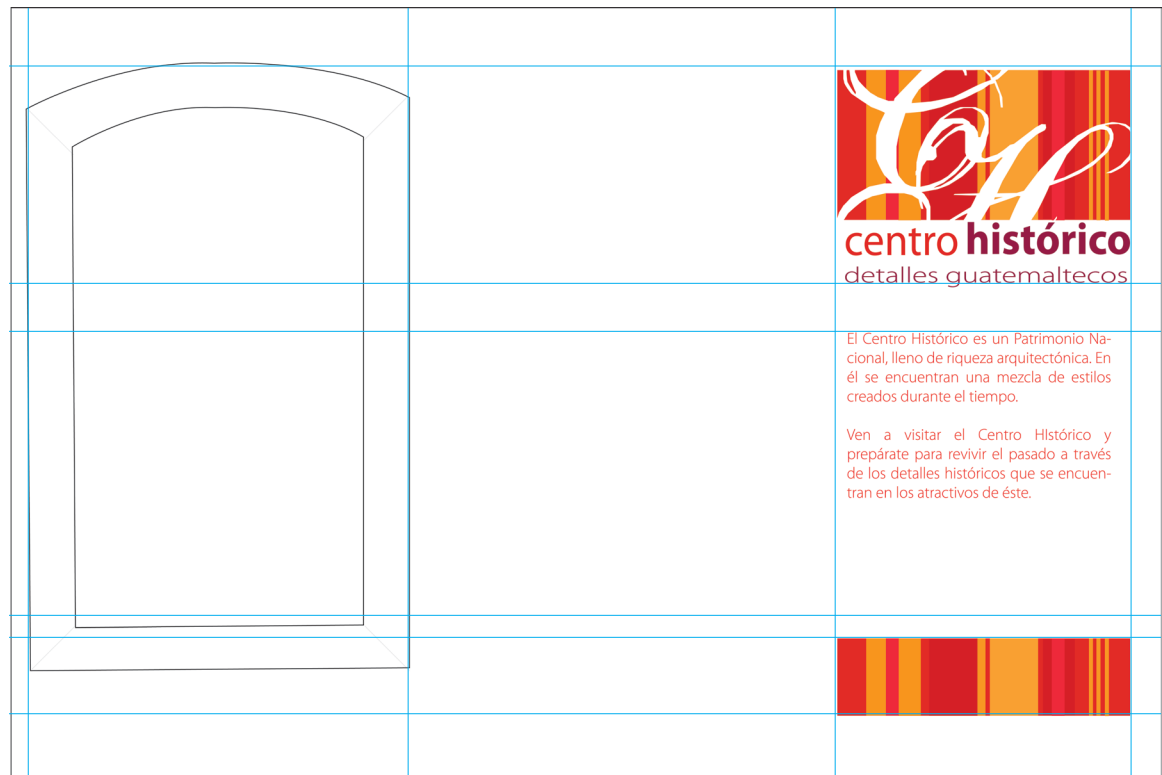 CH
centro histórico
detalles guatemaltecos
El Centro Histórico es un Patrimonio Na-
cional, lleno de riqueza arquitectónica. En
él se encuentran una mezcla de estilos
creados durante el tiempo.
Ven a visitar el Centro HIstórico y
prepárate para revivir el pasado a través
de los detalles históricos que se encuen-
tran en los atractivos de éste.